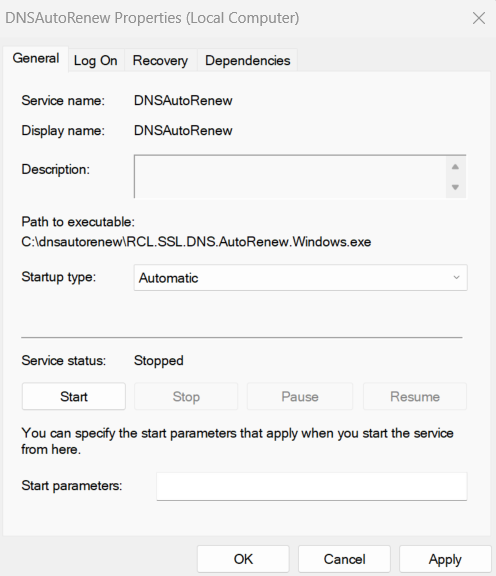 DNSAutoRenew Properties (Local Computer)
General Log On Recovery Dependencies
Service name: DNSAutoRenew
Display name: DNSAutoRenew
Description:
Path to executable:
C:\dnsautorenew\RCL.SSL.DNS.AutoRenew.Windows.exe
Startup type: Automatic
Service status: Stopped
Start Stop Pause Resume
You can specify the start parameters that apply when you start the service
from here.
Start parameters:
OK Cancel Apply